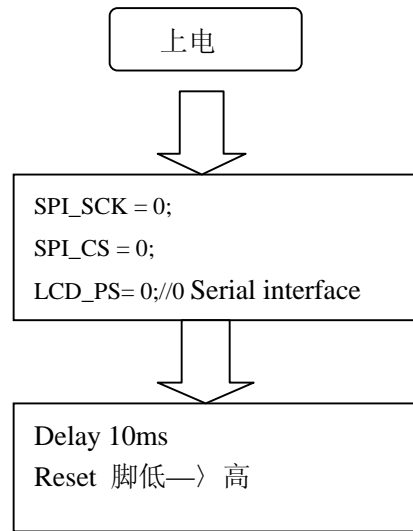 上电
SPI_SCK = 0;
SPI_CS = 0;
LCD_PS= 0;//0 Serial interface
Delay 10ms
Reset 脚低—〉高